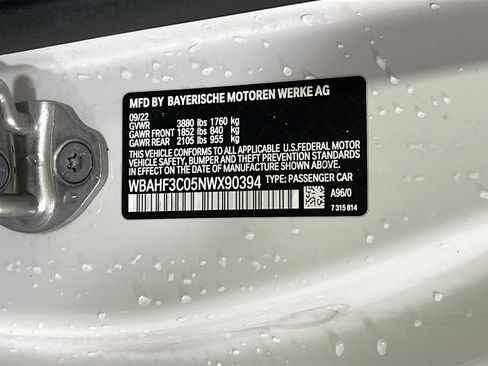 MFD BY BAYERISCHE MOTOREN WERKE AG
09/22
GVWR 3880 lbs 1760 kg
GAWR FRONT 1852 lbs 840 kg
GAWR REAR 2105 lbs 955 kg
THIS VEHICLE CONFORMS TO ALL APPLICABLE U.S.FEDERAL MOTOR
VEHICLE SAFETY, BUMPER AND THEFT PREVENTION STANDARDS IN
EFFECT ON THE DATE OF MANUFACTURE SHOWN ABOVE.
WBAHF3C05NWX90394 TYPE: PASSENGER CAR
A96/0
7 315 814